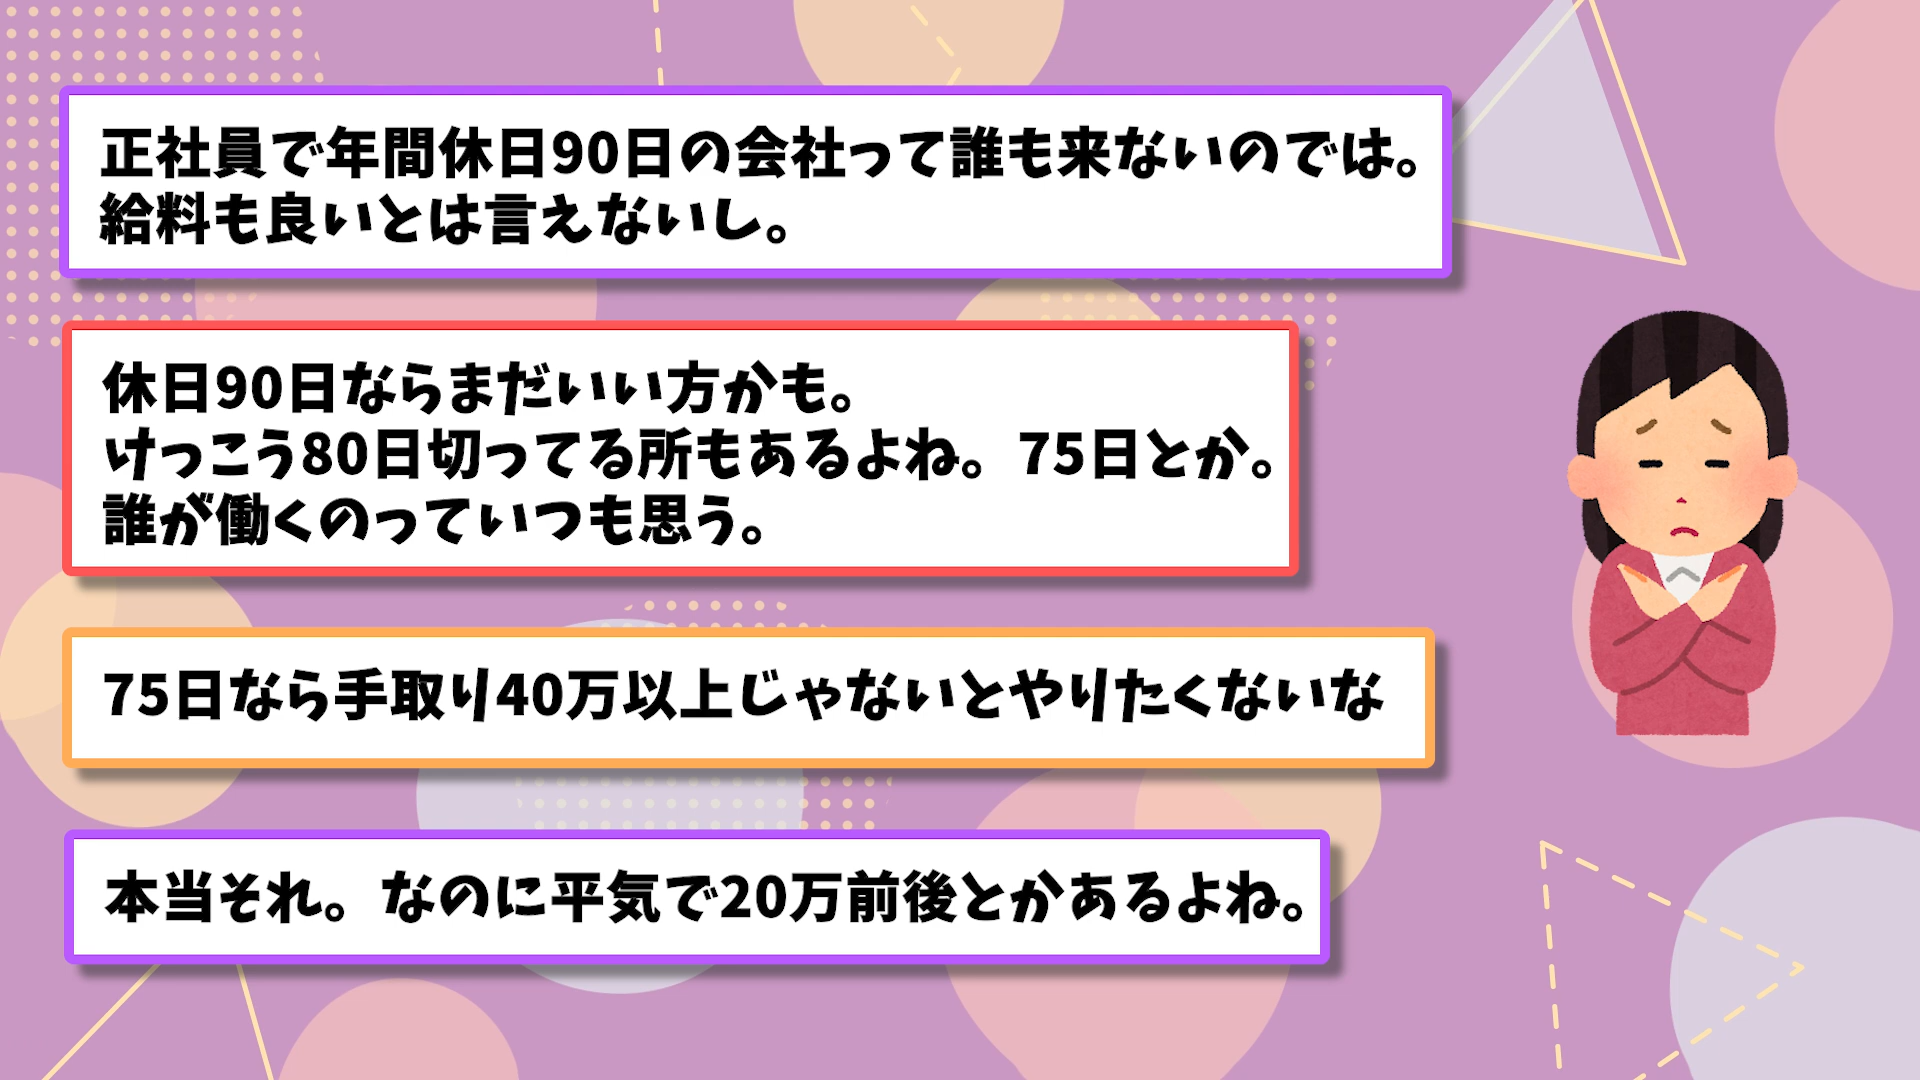 正社員で年間休日90日の会社って誰も来ないのでは。
給料も良いとは言えないし。
休日90日ならまだいい方かも。
けっこう80日切ってる所もあるよね。75日とか。
誰が働くのっていつも思う。
75日なら手取り40万以上じゃないとやりたくないな
本当それ。なのに平気で20万前後とかあるよね。